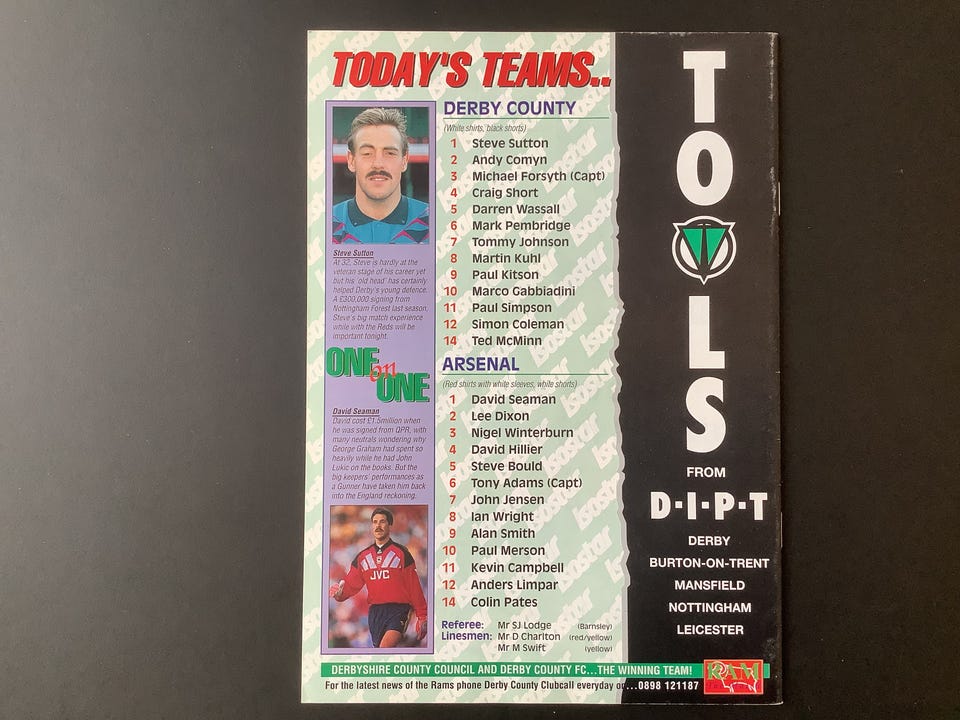 TODAY'S TEAMS..
DERBY COUNTY
(White shirts, black shorts)
1 Steve Sutton
2 Andy Comyn
3 Michael Forsyth (Capt)
4 Craig Short
5 Darren Wassall
6 Mark Pembridge
7 Tommy Johnson
8 Martin Kuhl
9 Paul Kitson
10 Marco Gabbiadini
11 Paul Simpson
12 Simon Coleman
14 Ted McMinn
ARSENAL
(Red shirts with white sleeves, white shorts)
1 David Seaman
2 Lee Dixon
3 Nigel Winterburn
4 David Hillier
5 Steve Bould
6 Tony Adams (Capt)
7 John Jensen
8 Ian Wright
9 Alan Smith
10 Paul Merson
11 Kevin Campbell
12 Anders Limpar
14 Colin Pates
Referee: Mr SJ Lodge (Barnsley)
Linesmen: Mr D Charlton (red/yellow)
Mr M Swift (yellow)
Steve Sutton
At 32, Steve is hardly at the
veteran stage of his career yet
but his 'old head' has certainly
helped Derby's young defence.
A £300,000 signing from
Nottingham Forest last season,
Steve's big match experience
while with the Reds will be
important tonight.
ONE
on
ONE
David Seaman
David cost £1.5million when
he was signed from QPR, with
many neutrals wondering why
George Graham had spent so
heavily while he had John
Lukic on the books. But the
big keepers' performances as
a Gunner have taken him back
into the England reckoning.
JVC
TOOLS
FROM
D·I·P·T
DERBY
BURTON-ON-TRENT
MANSFIELD
NOTTINGHAM
LEICESTER
DERBYSHIRE COUNTY COUNCIL AND DERBY COUNTY FC...THE WINNING TEAM!
For the latest news of the Rams phone Derby County Clubcall everyday on...0898 121187
RAM
Isostar